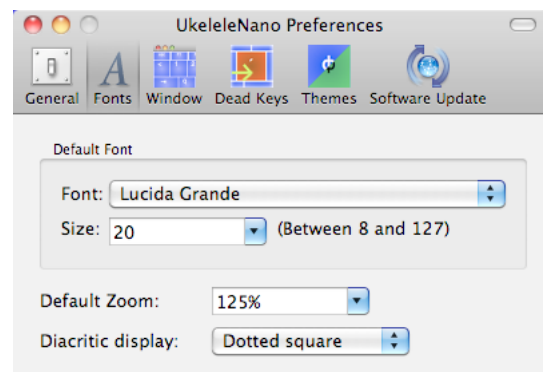 UkeleleNano Preferences
General Fonts Window Dead Keys Themes Software Update
Default Font
Font: Lucida Grande
Size: 20 (Between 8 and 127)
Default Zoom: 125%
Diacritic display: Dotted square